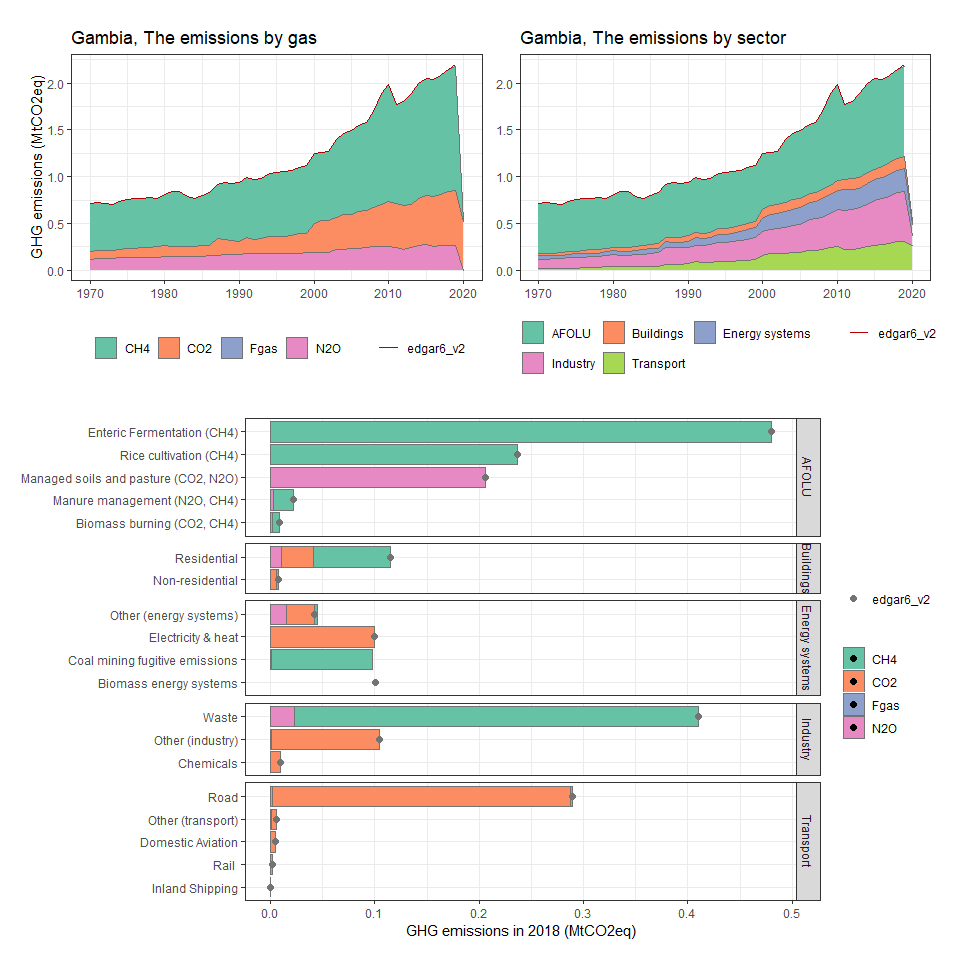 Gambia, The emissions by gas
GHG emissions (MtCO2eq)
2.0
1.5
1.0
0.5
0.0
1970 1980 1990 2000 2010 2020
CH4 CO2 Fgas N2O edgar6_v2
Gambia, The emissions by sector
2.0
1.5
1.0
0.5
0.0
1970 1980 1990 2000 2010 2020
AFOLU Buildings Energy systems edgar6_v2
Industry Transport
Enteric Fermentation (CH4)
Rice cultivation (CH4)
Managed soils and pasture (CO2, N2O)
Manure management (N2O, CH4)
Biomass burning (CO2, CH4)
AFOLU
Residential
Non-residential
Buildings
Other (energy systems)
Electricity & heat
Coal mining fugitive emissions
Biomass energy systems
Energy systems
Waste
Other (industry)
Chemicals
Industry
Road
Other (transport)
Domestic Aviation
Rail
Inland Shipping
Transport
0.0 0.1 0.2 0.3 0.4 0.5
GHG emissions in 2018 (MtCO2eq)
edgar6_v2
CH4
CO2
Fgas
N2O